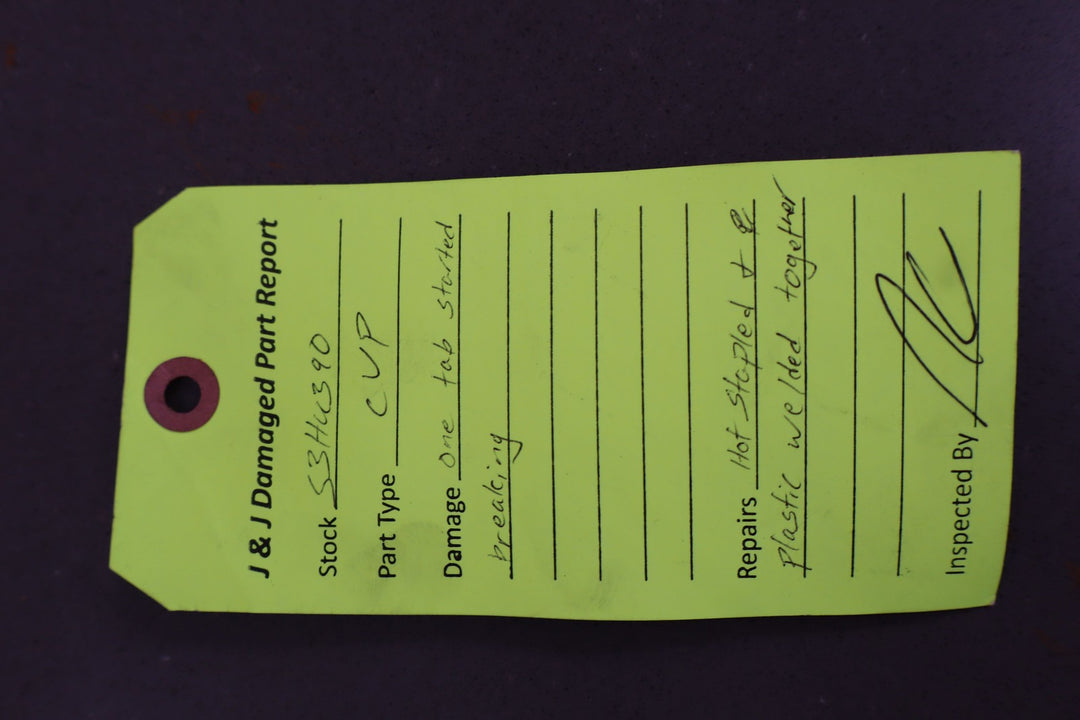 J & J Damaged Part Report
Stock S3HU390
Part Type CUP
Damage one tab started
breaking
Repairs Hot stapled +
plastic welded together
Inspected By